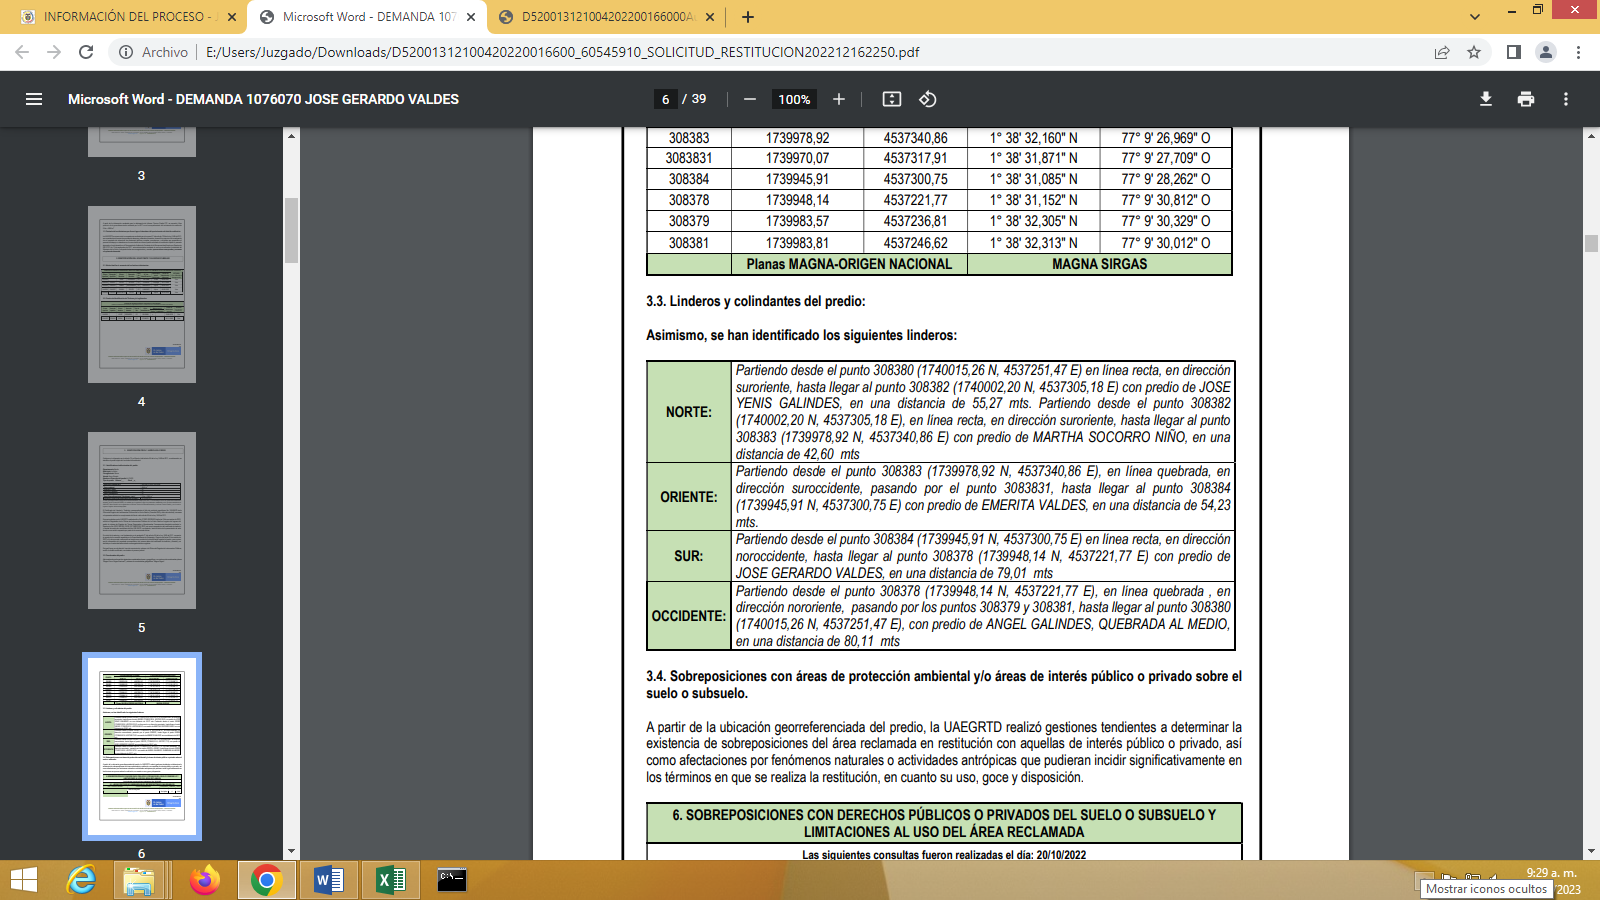 INFORMACIÓN DEL PROCESO -
Microsoft Word - DEMANDA 107
D520013121004202200166000A
Archivo
E:/Users/Juzgado/Downloads/D52001312100420220016600_60545910_SOLICITUD_RESTITUCION202212162250.pdf
Microsoft Word - DEMANDA 1076070 JOSE GERARDO VALDES
6 / 39
100%
3
4
5
6
308383 1739978,92 4537340,86 1° 38' 32,160" N 77° 9' 26,969" O
3083831 1739970,07 4537317,91 1° 38' 31,871" N 77° 9' 27,709" O
308384 1739945,91 4537300,75 1° 38' 31,085" N 77° 9' 28,262" O
308378 1739948,14 4537221,77 1° 38' 31,152" N 77° 9' 30,812" O
308379 1739983,57 4537236,81 1° 38' 32,305" N 77° 9' 30,329" O
308381 1739983,81 4537246,62 1° 38' 32,313" N 77° 9' 30,012" O
Planas MAGNA-ORIGEN NACIONAL MAGNA SIRGAS
3.3. Linderos y colindantes del predio:
Asimismo, se han identificado los siguientes linderos:
NORTE:
Partiendo desde el punto 308380 (1740015,26 N, 4537251,47 E) en línea recta, en dirección
suroriente, hasta llegar al punto 308382 (1740002,20 N, 4537305,18 E) con predio de JOSE
YENIS GALINDES, en una distancia de 55,27 mts. Partiendo desde el punto 308382
(1740002,20 N, 4537305,18 E), en línea recta, en dirección suroriente, hasta llegar al punto
308383 (1739978,92 N, 4537340,86 E) con predio de MARTHA SOCORRO NIÑO, en una
distancia de 42,60 mts
ORIENTE:
Partiendo desde el punto 308383 (1739978,92 N, 4537340,86 E), en línea quebrada, en
dirección suroccidente, pasando por el punto 3083831, hasta llegar al punto 308384
(1739945,91 N, 4537300,75 E) con predio de EMERITA VALDES, en una distancia de 54,23
mts.
SUR:
Partiendo desde el punto 308384 (1739945,91 N, 4537300,75 E) en línea recta, en dirección
noroccidente, hasta llegar al punto 308378 (1739948,14 N, 4537221,77 E) con predio de
JOSE GERARDO VALDES, en una distancia de 79,01 mts
OCCIDENTE:
Partiendo desde el punto 308378 (1739948,14 N, 4537221,77 E), en línea quebrada , en
dirección nororiente, pasando por los puntos 308379 y 308381, hasta llegar al punto 308380
(1740015,26 N, 4537251,47 E), con predio de ANGEL GALINDES, QUEBRADA AL MEDIO,
en una distancia de 80,11 mts
3.4. Sobreposiciones con áreas de protección ambiental y/o áreas de interés público o privado sobre el
suelo o subsuelo.
A partir de la ubicación georreferenciada del predio, la UAEGRTD realizó gestiones tendientes a determinar la
existencia de sobreposiciones del área reclamada en restitución con aquellas de interés público o privado, así
como afectaciones por fenómenos naturales o actividades antrópicas que pudieran incidir significativamente en
los términos en que se realiza la restitución, en cuanto su uso, goce y disposición.
6. SOBREPOSICIONES CON DERECHOS PÚBLICOS O PRIVADOS DEL SUELO O SUBSUELO Y
LIMITACIONES AL USO DEL ÁREA RECLAMADA
Las siguientes consultas fueron realizadas el día: 20/10/2022
9:29 a. m.
/2023
Mostrar iconos ocultos